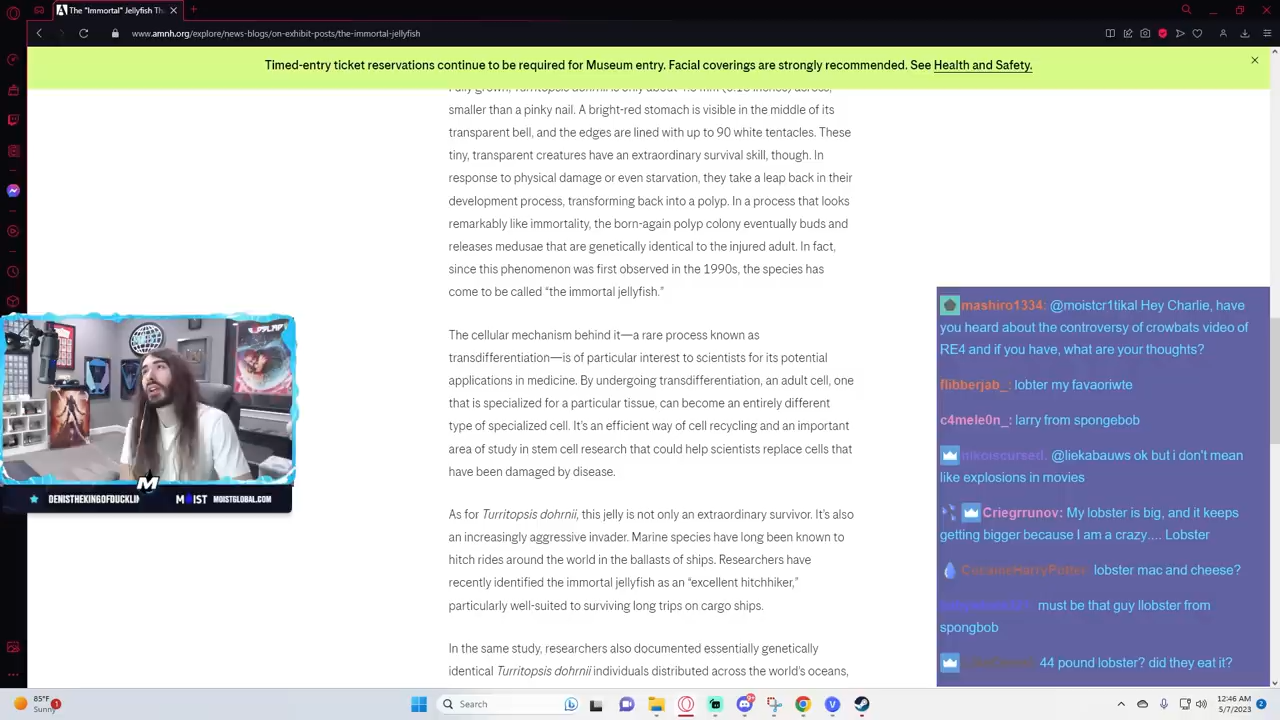 The "Immortal" Jellyfish Th
www.amnh.org/explore/news-blogs/on-exhibit-posts/the-immortal-jellyfish
Timed-entry ticket reservations continue to be required for Museum entry. Facial coverings are strongly recommended. See Health and Safety.
smaller than a pinky nail. A bright-red stomach is visible in the middle of its
transparent bell, and the edges are lined with up to 90 white tentacles. These
tiny, transparent creatures have an extraordinary survival skill, though. In
response to physical damage or even starvation, they take a leap back in their
development process, transforming back into a polyp. In a process that looks
remarkably like immortality, the born-again polyp colony eventually buds and
releases medusae that are genetically identical to the injured adult. In fact,
since this phenomenon was first observed in the 1990s, the species has
come to be called “the immortal jellyfish.”
The cellular mechanism behind it—a rare process known as
transdifferentiation—is of particular interest to scientists for its potential
applications in medicine. By undergoing transdifferentiation, an adult cell, one
that is specialized for a particular tissue, can become an entirely different
type of specialized cell. It’s an efficient way of cell recycling and an important
area of study in stem cell research that could help scientists replace cells that
have been damaged by disease.
As for Turritopsis dohrnii, this jelly is not only an extraordinary survivor. It’s also
an increasingly aggressive invader. Marine species have long been known to
hitch rides around the world in the ballasts of ships. Researchers have
recently identified the immortal jellyfish as an “excellent hitchhiker,”
particularly well-suited to surviving long trips on cargo ships.
In the same study, researchers also documented essentially genetically
identical Turritopsis dohrnii individuals distributed across the world’s oceans,
mashiro1334: @moistcr1tikal Hey Charlie, have
you heard about the controversy of crowbats video of
RE4 and if you have, what are your thoughts?
flibberjab_: lobter my favaoriwte
c4mele0n_: larry from spongebob
nikoiscursed. @liekabauws ok but i don't mean
like explosions in movies
Criegrrunov: My lobster is big, and it keeps
getting bigger because I am a crazy.... Lobster
lobster mac and cheese?
must be that guy llobster from
spongbob
44 pound lobster? did they eat it?
M
DENISTHEKINGOFDUCKLIN
MOIST
MOISTGLOBAL.COM
85°F
Sunny
Search
12:46 AM
5/7/2023